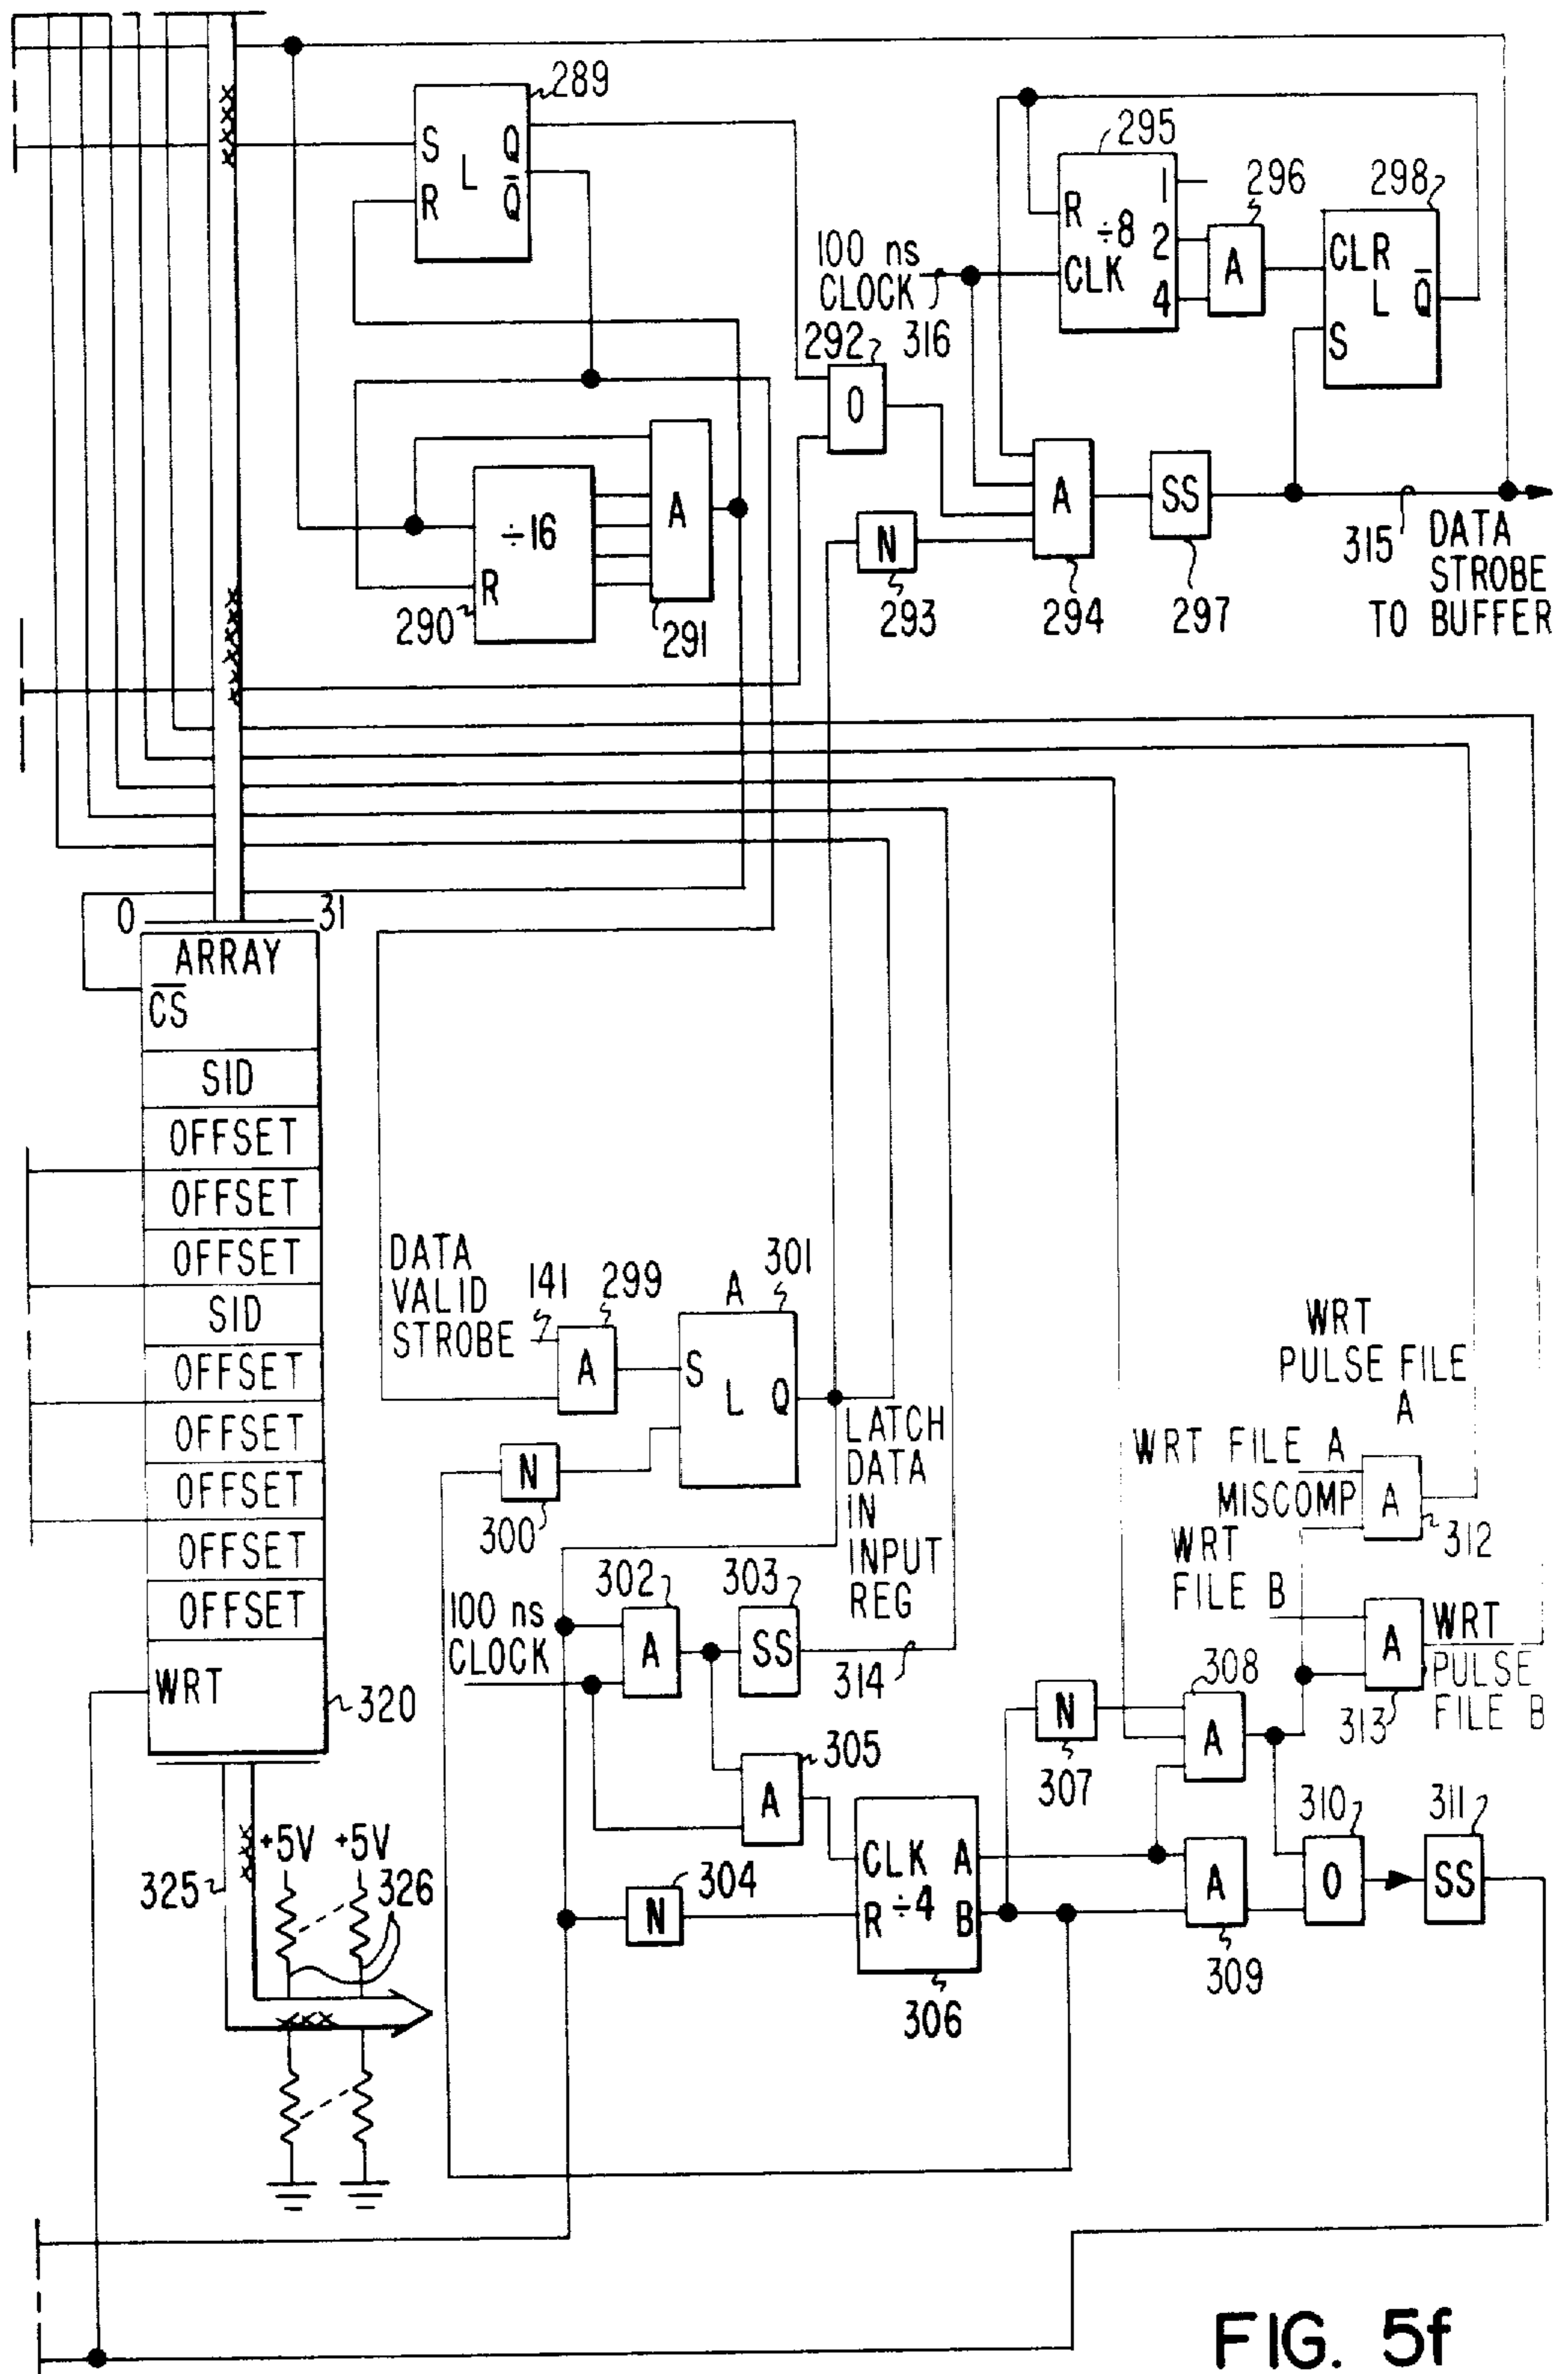 289
S Q
L
R Q̅
295
R ÷8 1
2
CLK 4
296
A
298
CLR
L Q̅
S
100 ns
CLOCK
316
292
O
÷16
R
290
A
291
N
293
A
294
SS
297
315
DATA
STROBE
TO BUFFER
0 31
ARRAY
C̅S̅
SID
OFFSET
OFFSET
OFFSET
SID
OFFSET
OFFSET
OFFSET
OFFSET
OFFSET
WRT
320
325
+5V +5V
326
DATA
VALID
STROBE
141
299
A
A
301
S
L Q
N
300
LATCH
DATA
IN
INPUT
REG
100 ns
CLOCK
302
A
303
SS
314
305
A
304
N
CLK A
R ÷4 B
306
307
N
308
A
309
A
310
O
311
SS
WRT
PULSE FILE
A
WRT FILE A
MISCOMP
A
312
WRT
FILE B
A
313
WRT
PULSE
FILE B
FIG. 5f